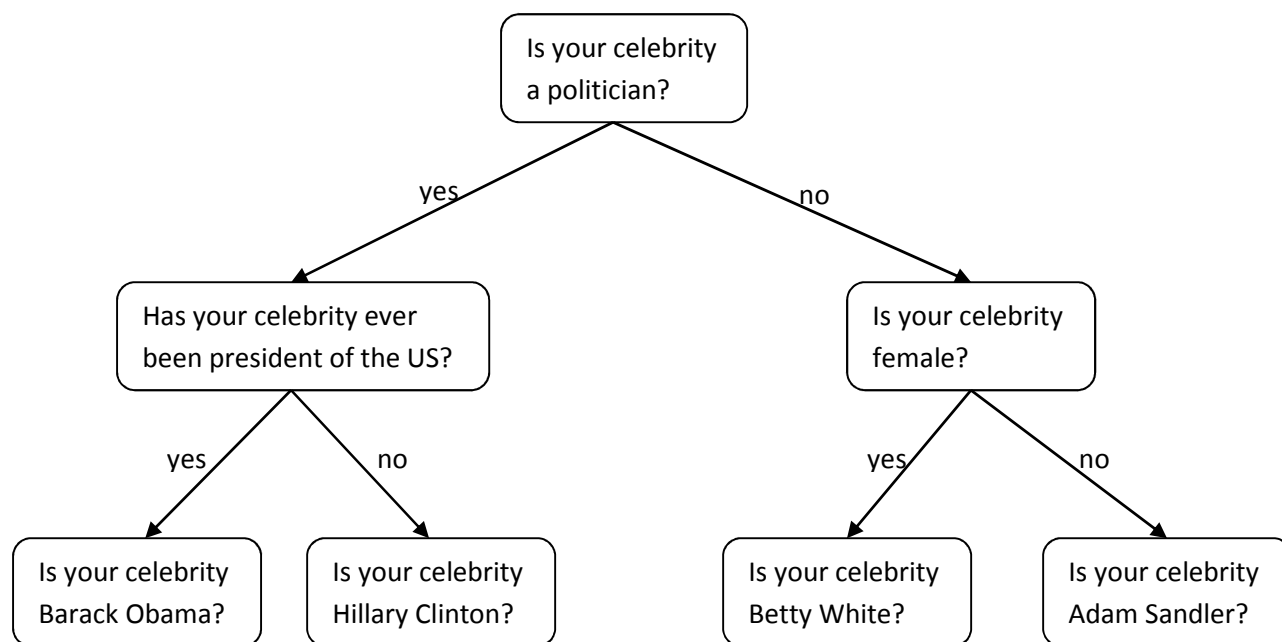 Is your celebrity
a politician?
yes
no
Has your celebrity ever
been president of the US?
Is your celebrity
female?
yes
no
yes
no
Is your celebrity
Barack Obama?
Is your celebrity
Hillary Clinton?
Is your celebrity
Betty White?
Is your celebrity
Adam Sandler?